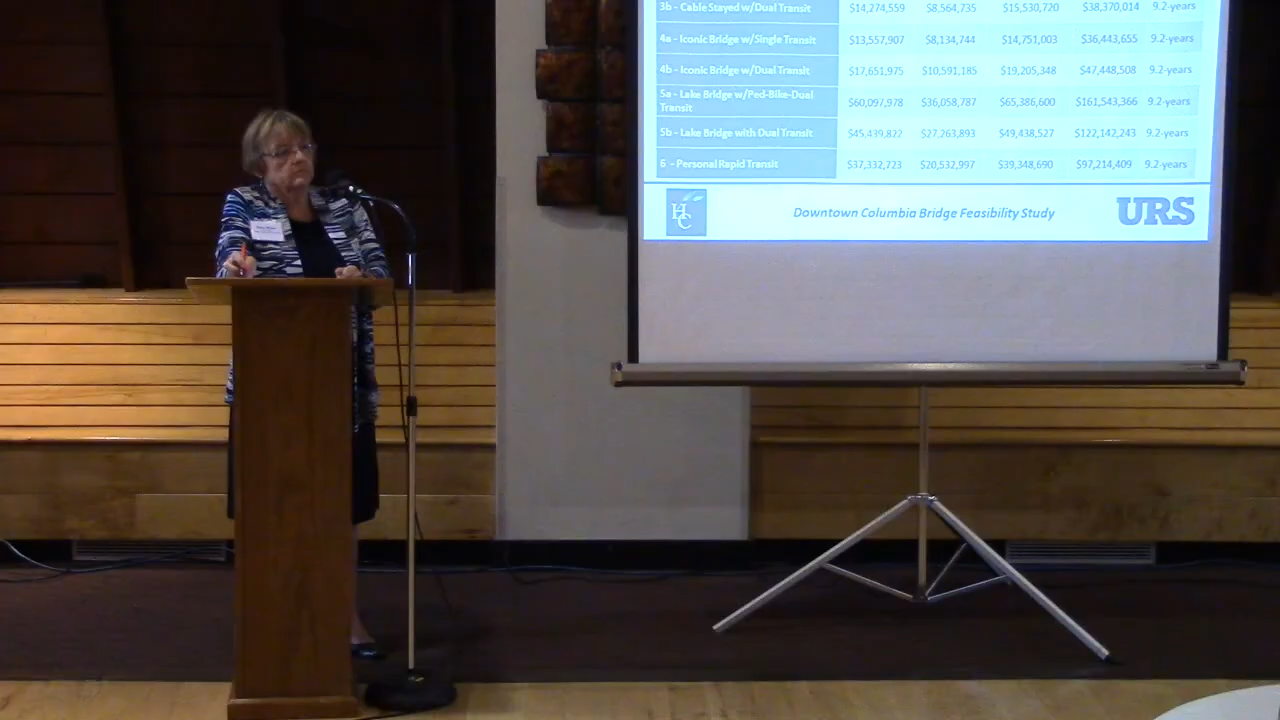 3b - Cable Stayed w/Dual Transit $14,274,559 $8,564,735 $15,530,720 $38,370,014 9.2-years
4a - Iconic Bridge w/Single Transit $13,557,907 $8,134,744 $14,751,003 $36,443,655 9.2-years
4b - Iconic Bridge w/Dual Transit $17,651,975 $10,591,185 $19,205,348 $47,448,508 9.2-years
5a - Lake Bridge w/Ped-Bike-Dual
Transit $60,097,978 $36,058,787 $65,386,600 $161,543,366 9.2-years
5b - Lake Bridge with Dual Transit $45,439,822 $27,263,893 $49,438,527 $122,142,243 9.2-years
6 - Personal Rapid Transit $37,332,723 $20,532,997 $39,348,690 $97,214,409 9.2-years
HC Downtown Columbia Bridge Feasibility Study URS